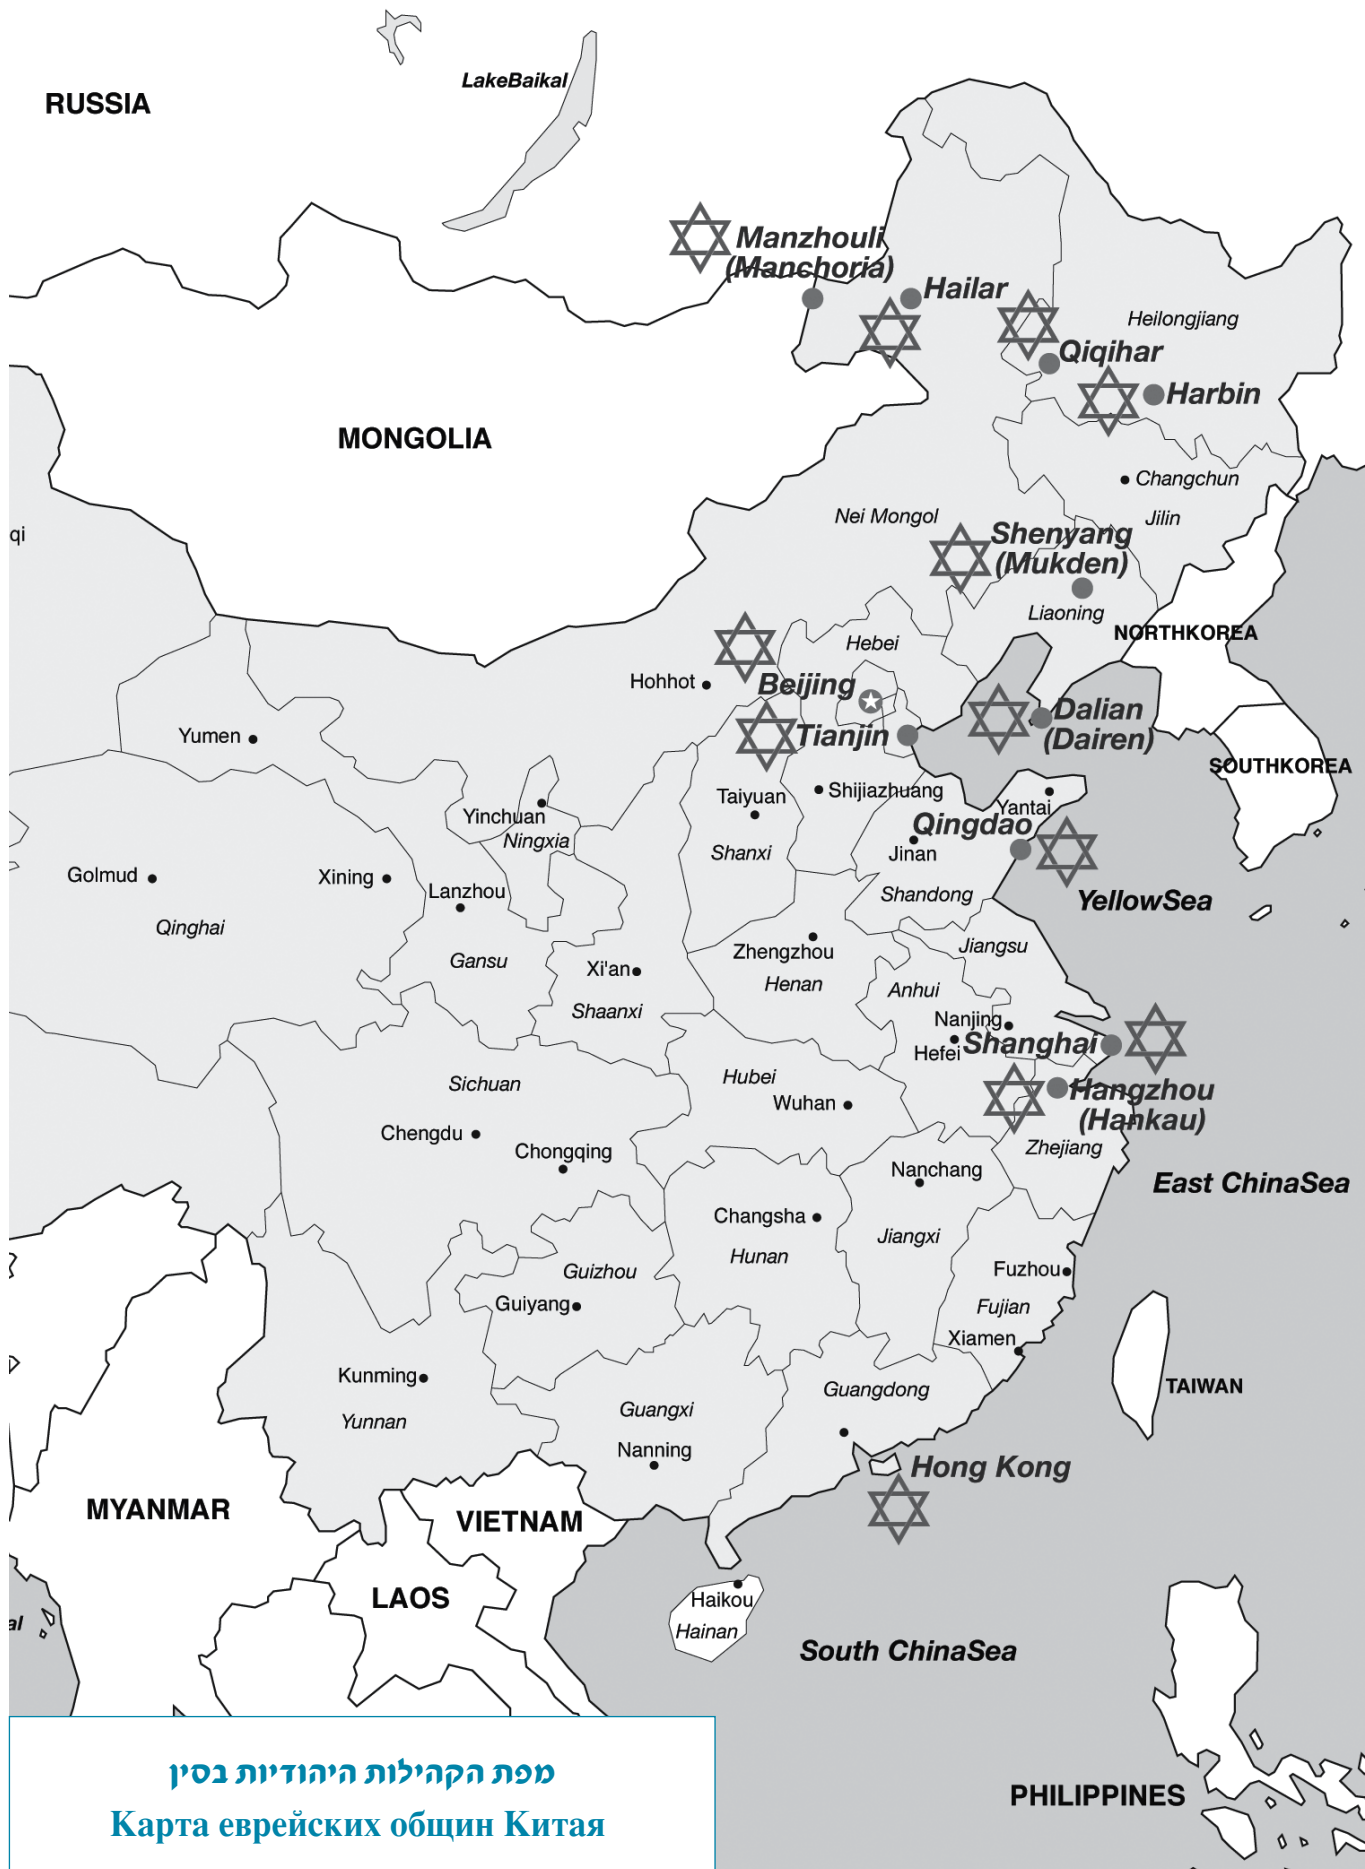 LakeBaikal
RUSSIA
Manzhouli
(Manchoria)
Hailar
Heilongjiang
Qiqihar
Harbin
MONGOLIA
Changchun
Nei Mongol
Jilin
qi
Shenyang
(Mukden)
Liaoning
NORTHKOREA
Hebei
Hohhot
Beijing
Dalian
(Dairen)
Yumen
Tianjin
SOUTHKOREA
Shijiazhuang
Taiyuan
Yantai
Yinchuan
Qingdao
Ningxia
Shanxi
Jinan
Golmud
Xining
Lanzhou
Shandong
YellowSea
Qinghai
Jiangsu
Zhengzhou
Gansu
Xi'an
Henan
Anhui
Shaanxi
Nanjing
Hefei
Shanghai
Sichuan
Hubei
Wuhan
Hangzhou
(Hankau)
Chengdu
Chongqing
Zhejiang
Nanchang
East ChinaSea
Changsha
Jiangxi
Hunan
Guizhou
Fuzhou
Guiyang
Fujian
Xiamen
Kunming
Guangdong
TAIWAN
Yunnan
Guangxi
Nanning
Hong Kong
MYANMAR
VIETNAM
LAOS
Haikou
al
Hainan
South ChinaSea
PHILIPPINES
מפת הקהילות היהודיות בסין
Карта еврейских общин Китая